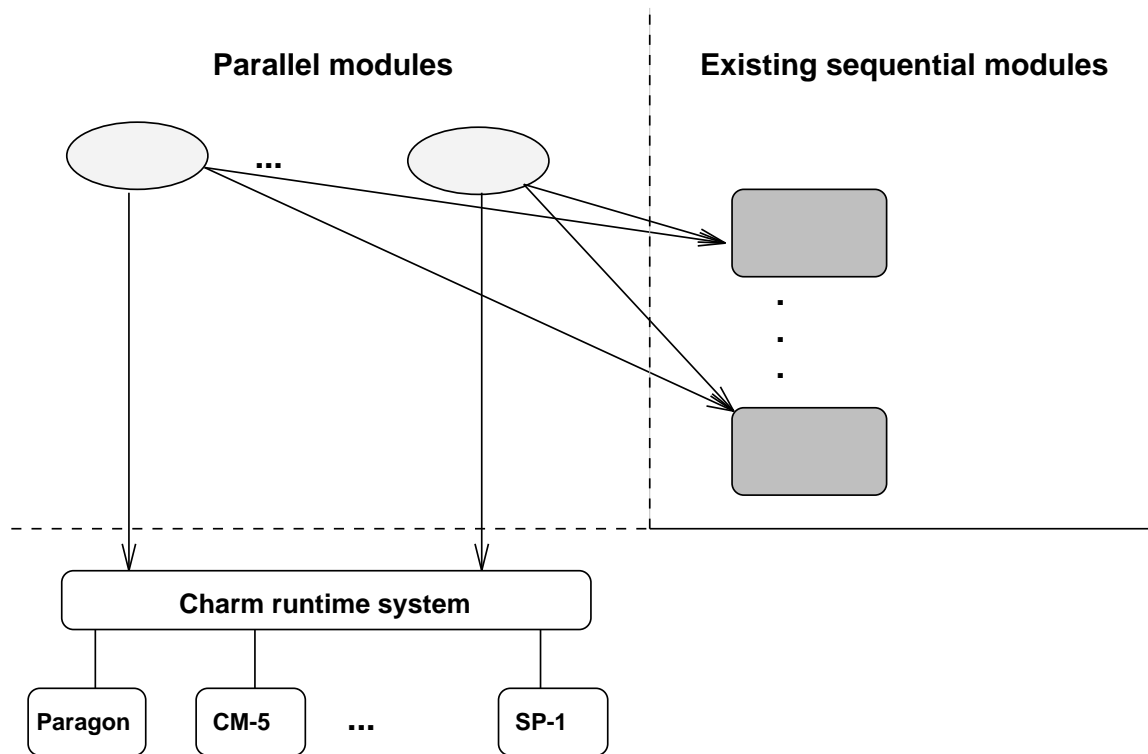 Parallel modules
Existing sequential modules
...
.
.
.
Charm runtime system
Paragon
CM-5
...
SP-1